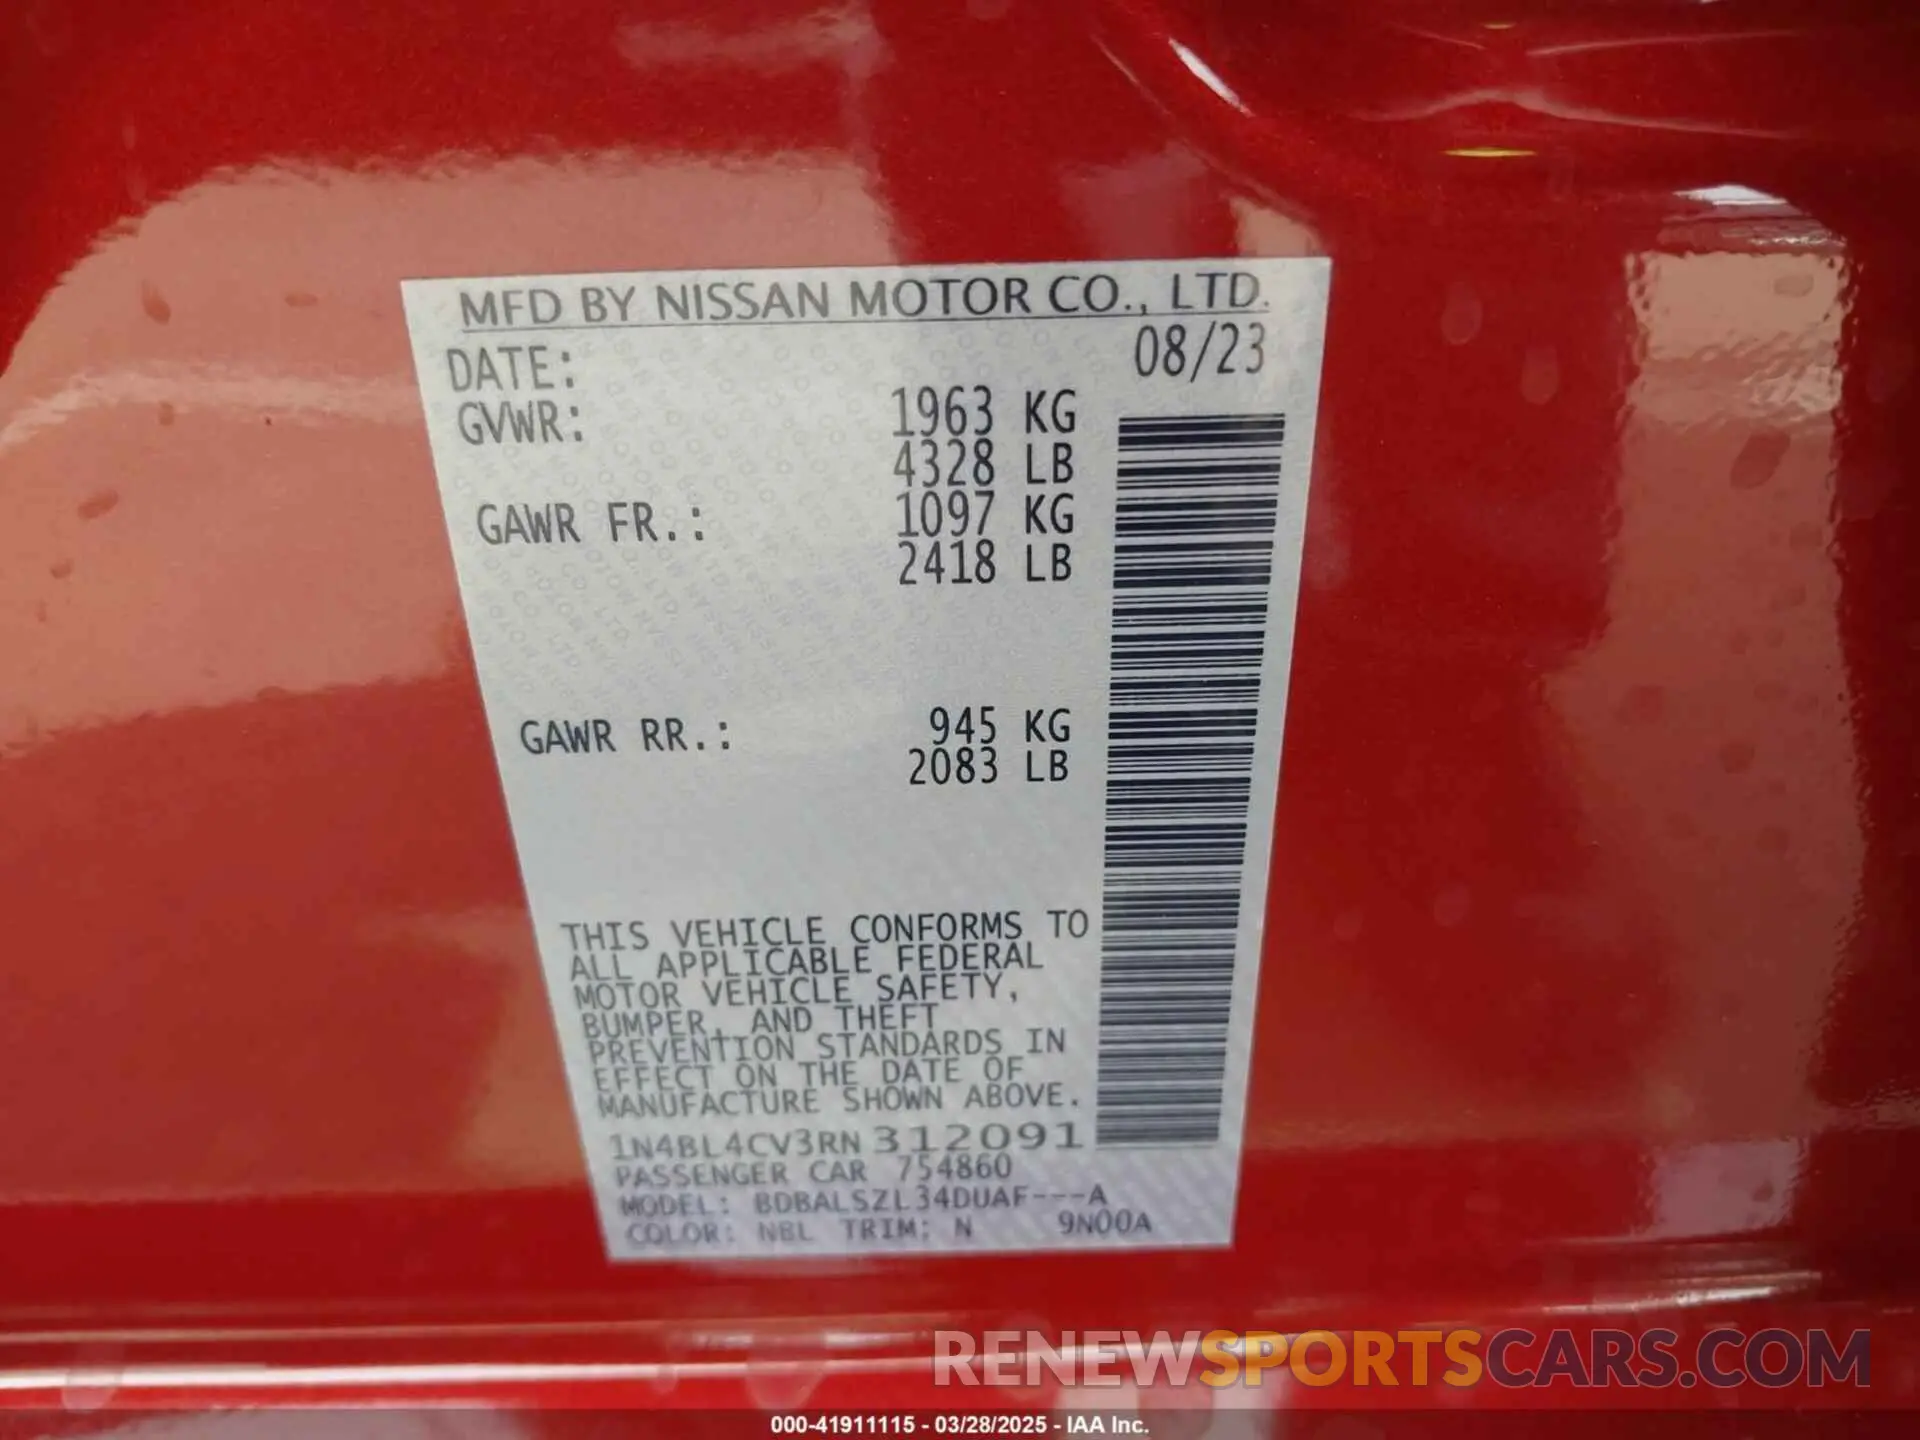 MFD BY NISSAN MOTOR CO., LTD.
DATE: 08/23
GVWR: 1963 KG
4328 LB
GAWR FR.: 1097 KG
2418 LB
GAWR RR.: 945 KG
2083 LB
THIS VEHICLE CONFORMS TO
ALL APPLICABLE FEDERAL
MOTOR VEHICLE SAFETY,
BUMPER, AND THEFT
PREVENTION STANDARDS IN
EFFECT ON THE DATE OF
MANUFACTURE SHOWN ABOVE.
1N4BL4CV3RN312091
PASSENGER CAR 754860
MODEL: BDBALSZL34DUAF---A
COLOR: NBL TRIM: N 9N00A
RENEWSPORTSCARS.COM
000-41911115 - 03/28/2025 - IAA Inc.